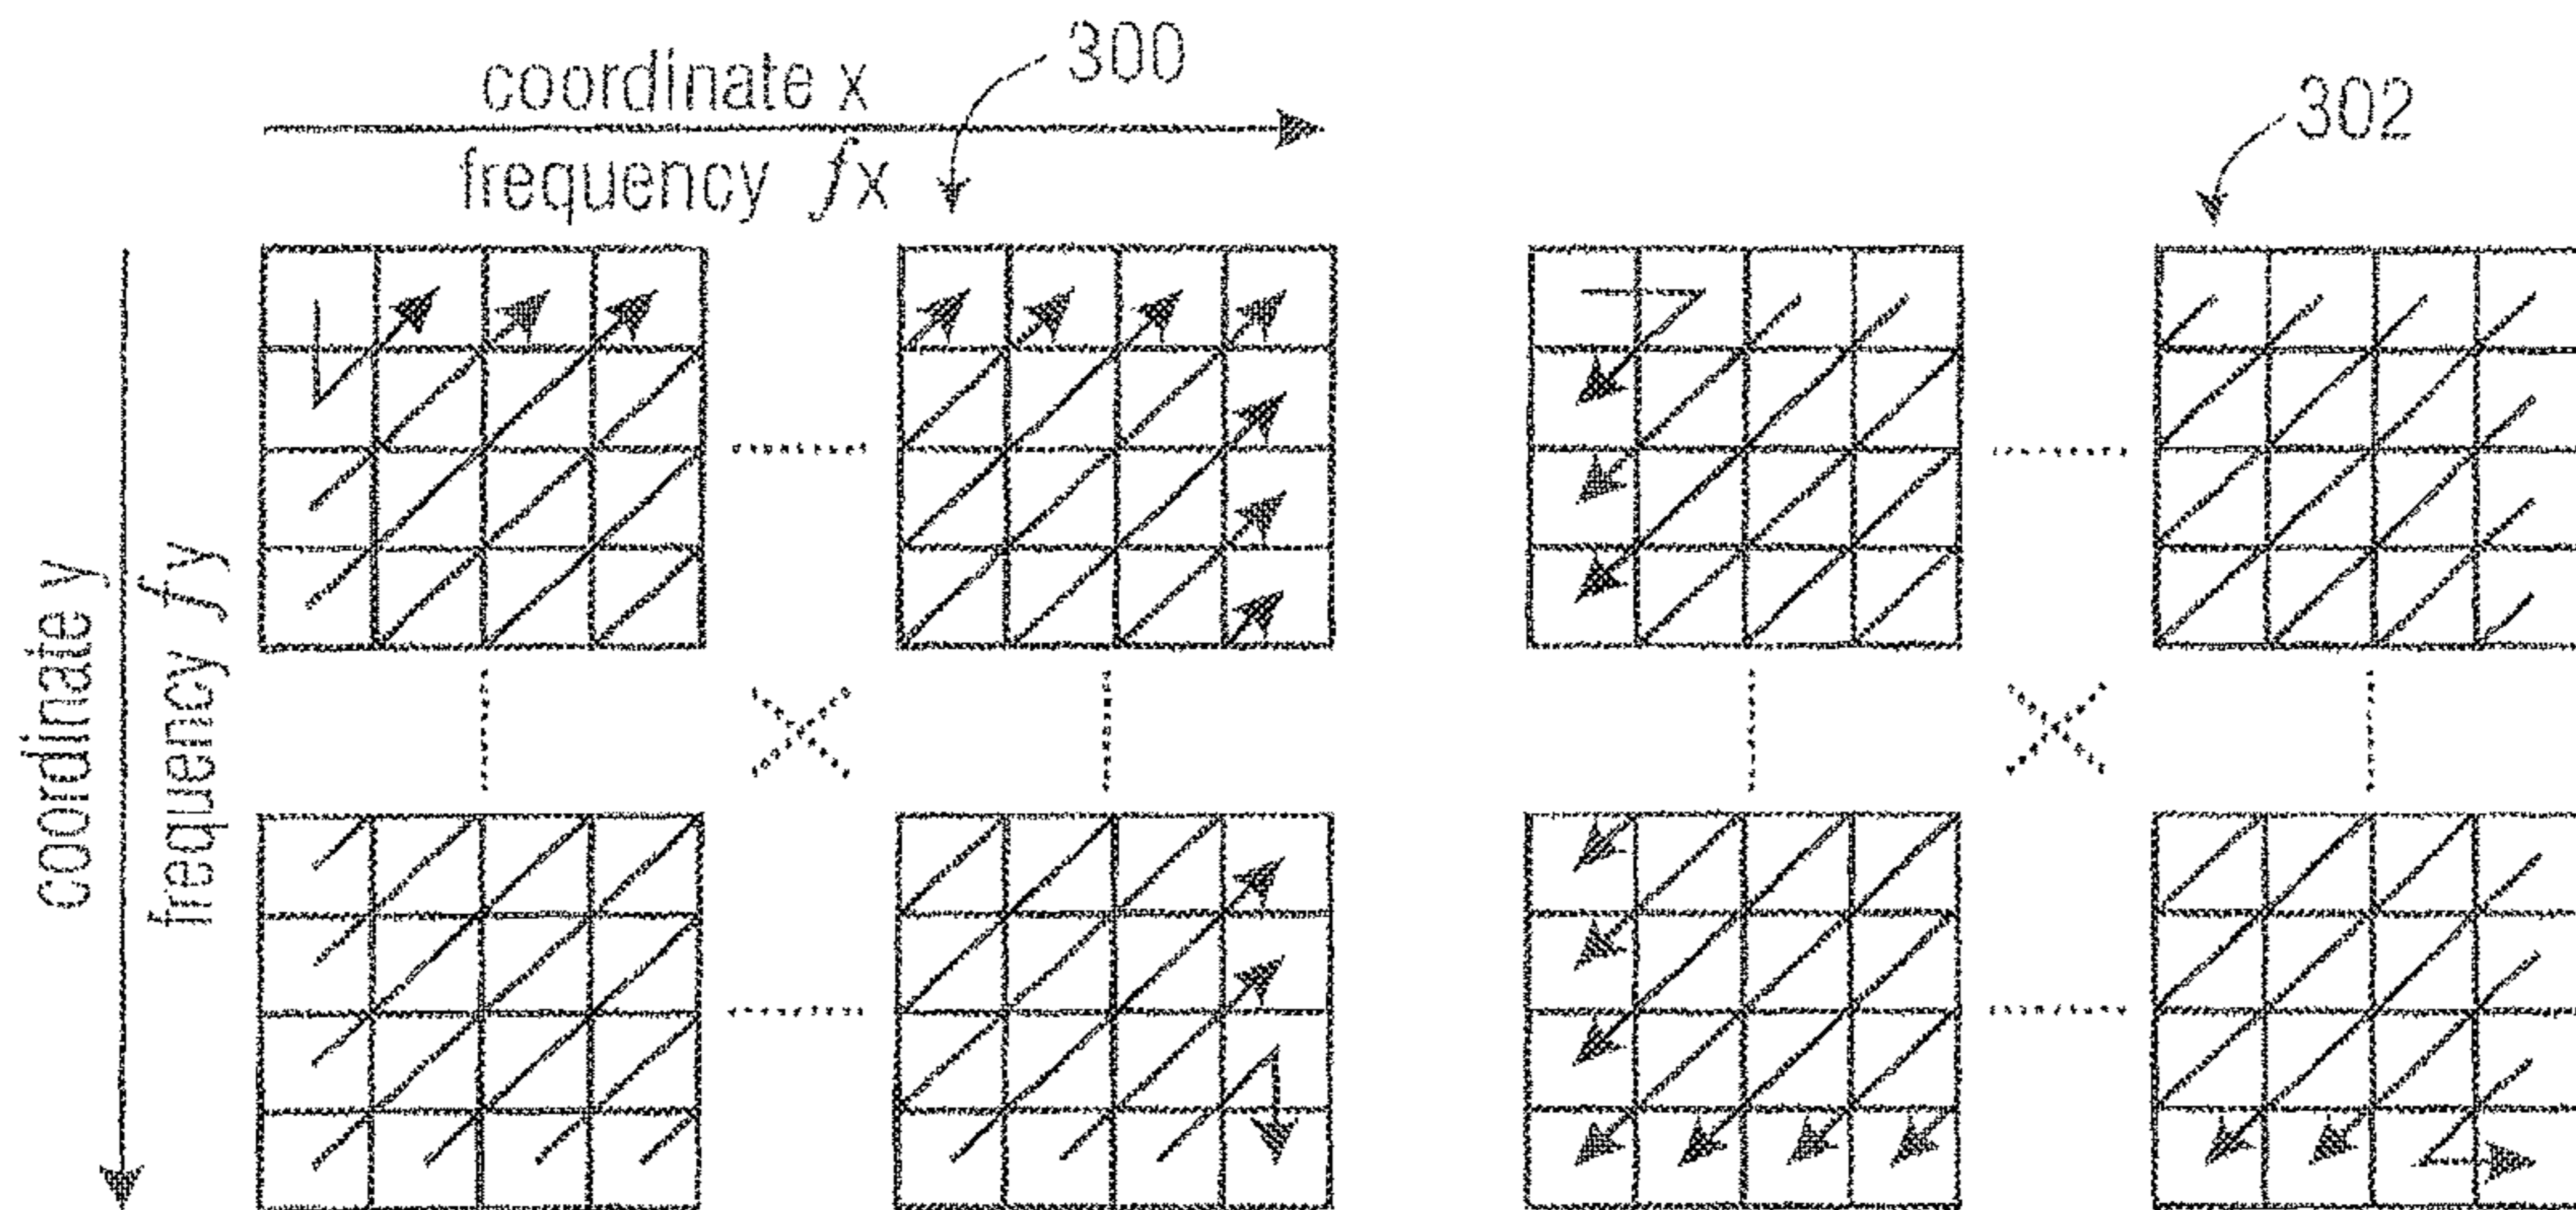 coordinate x
300
frequency fx
302
coordinate y
frequency fy